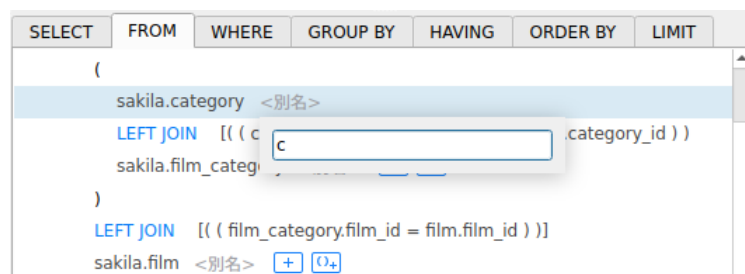 SELECT FROM WHERE GROUP BY HAVING ORDER BY LIMIT
(
sakila.category <別名>
LEFT JOIN [( ( c .category_id ) )
c
sakila.film_categ
)
LEFT JOIN [( ( film_category.film_id = film.film_id ) )]
sakila.film <別名> + ()+